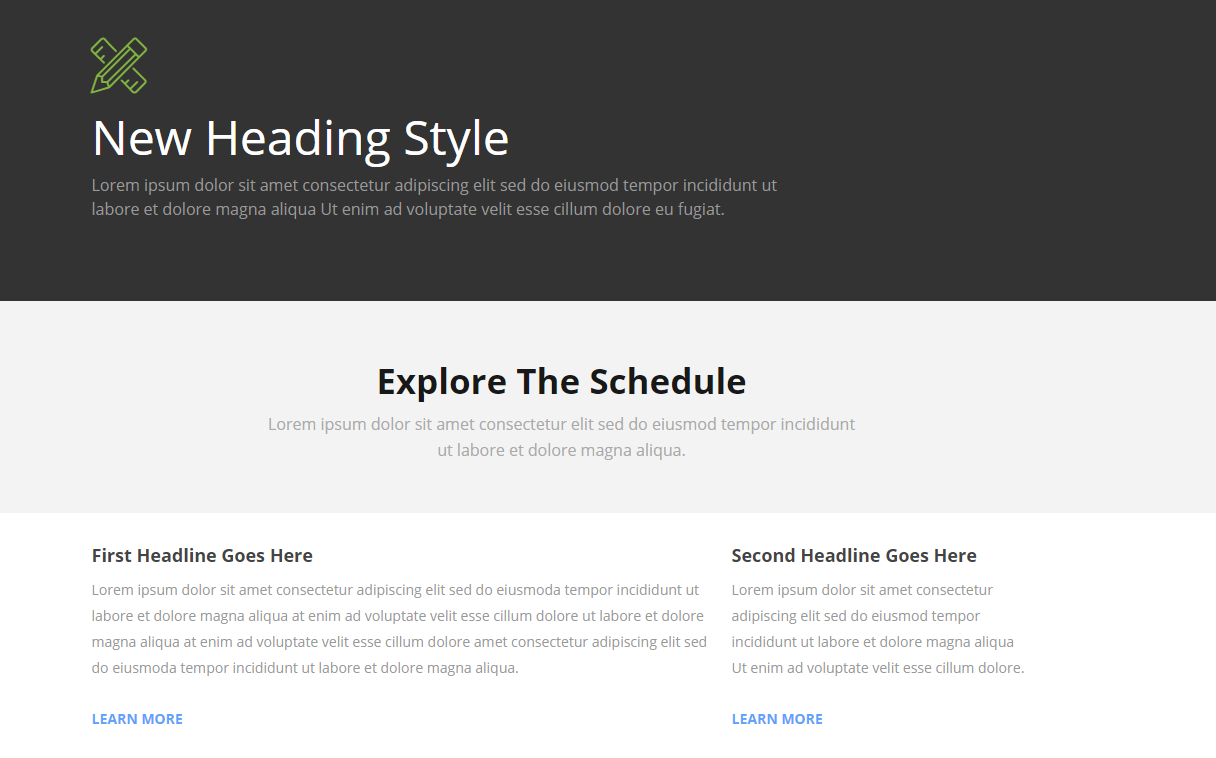 New Heading Style
Lorem ipsum dolor sit amet consectetur adipiscing elit sed do eiusmod tempor incididunt ut
labore et dolore magna aliqua Ut enim ad voluptate velit esse cillum dolore eu fugiat.
Explore The Schedule
Lorem ipsum dolor sit amet consectetur elit sed do eiusmod tempor incididunt
ut labore et dolore magna aliqua.
First Headline Goes Here
Lorem ipsum dolor sit amet consectetur adipiscing elit sed do eiusmoda tempor incididunt ut
labore et dolore magna aliqua at enim ad voluptate velit esse cillum dolore ut labore et dolore
magna aliqua at enim ad voluptate velit esse cillum dolore amet consectetur adipiscing elit sed
do eiusmoda tempor incididunt ut labore et dolore magna aliqua.
LEARN MORE
Second Headline Goes Here
Lorem ipsum dolor sit amet consectetur
adipiscing elit sed do eiusmod tempor
incididunt ut labore et dolore magna aliqua
Ut enim ad voluptate velit esse cillum dolore.
LEARN MORE